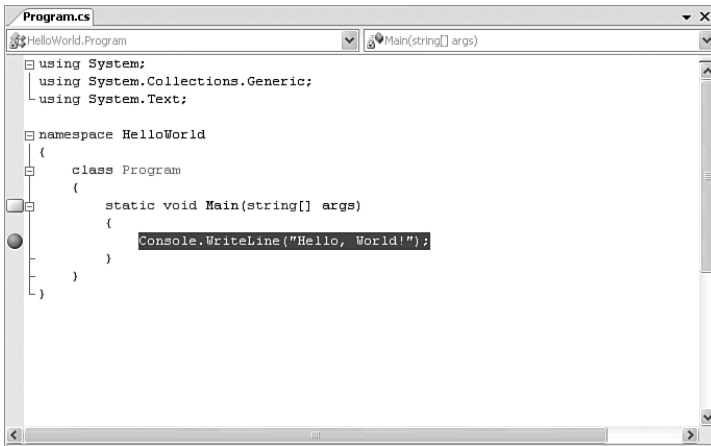 Program.cs
HelloWorld.Program
Main(string[] args)
using System;
using System.Collections.Generic;
using System.Text;
namespace HelloWorld
{
class Program
{
static void Main(string[] args)
{
Console.WriteLine("Hello, World!");
}
}
}